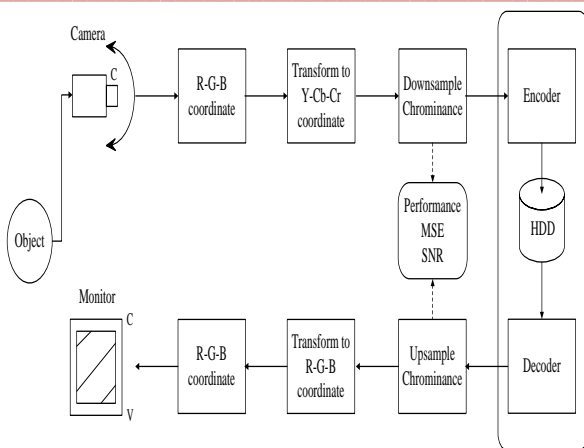 Camera
C
R-G-B
coordinate
Transform to
Y-Cb-Cr
coordinate
Downsample
Chrominance
Encoder
Object
Performance
MSE
SNR
HDD
Monitor
C
V
R-G-B
coordinate
Transform to
R-G-B
coordinate
Upsample
Chrominance
Decoder